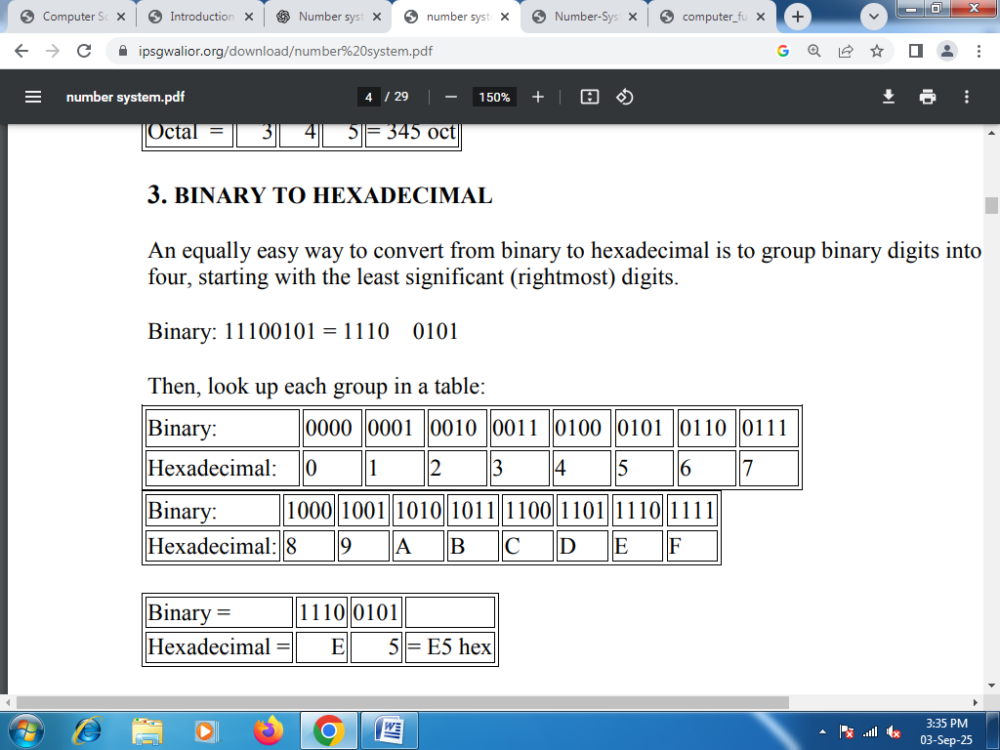 Computer Sc
Introduction
Number syst
number syst
Number-Sys
computer_fu
ipsgwalior.org/download/number%20system.pdf
number system.pdf
4 / 29
150%
Octal = 3 4 5 = 345 oct
3. BINARY TO HEXADECIMAL
An equally easy way to convert from binary to hexadecimal is to group binary digits into
four, starting with the least significant (rightmost) digits.
Binary: 11100101 = 1110 0101
Then, look up each group in a table:
Binary: 0000 0001 0010 0011 0100 0101 0110 0111
Hexadecimal: 0 1 2 3 4 5 6 7
Binary: 1000 1001 1010 1011 1100 1101 1110 1111
Hexadecimal: 8 9 A B C D E F
Binary = 1110 0101
Hexadecimal = E 5 = E5 hex
3:35 PM
03-Sep-25